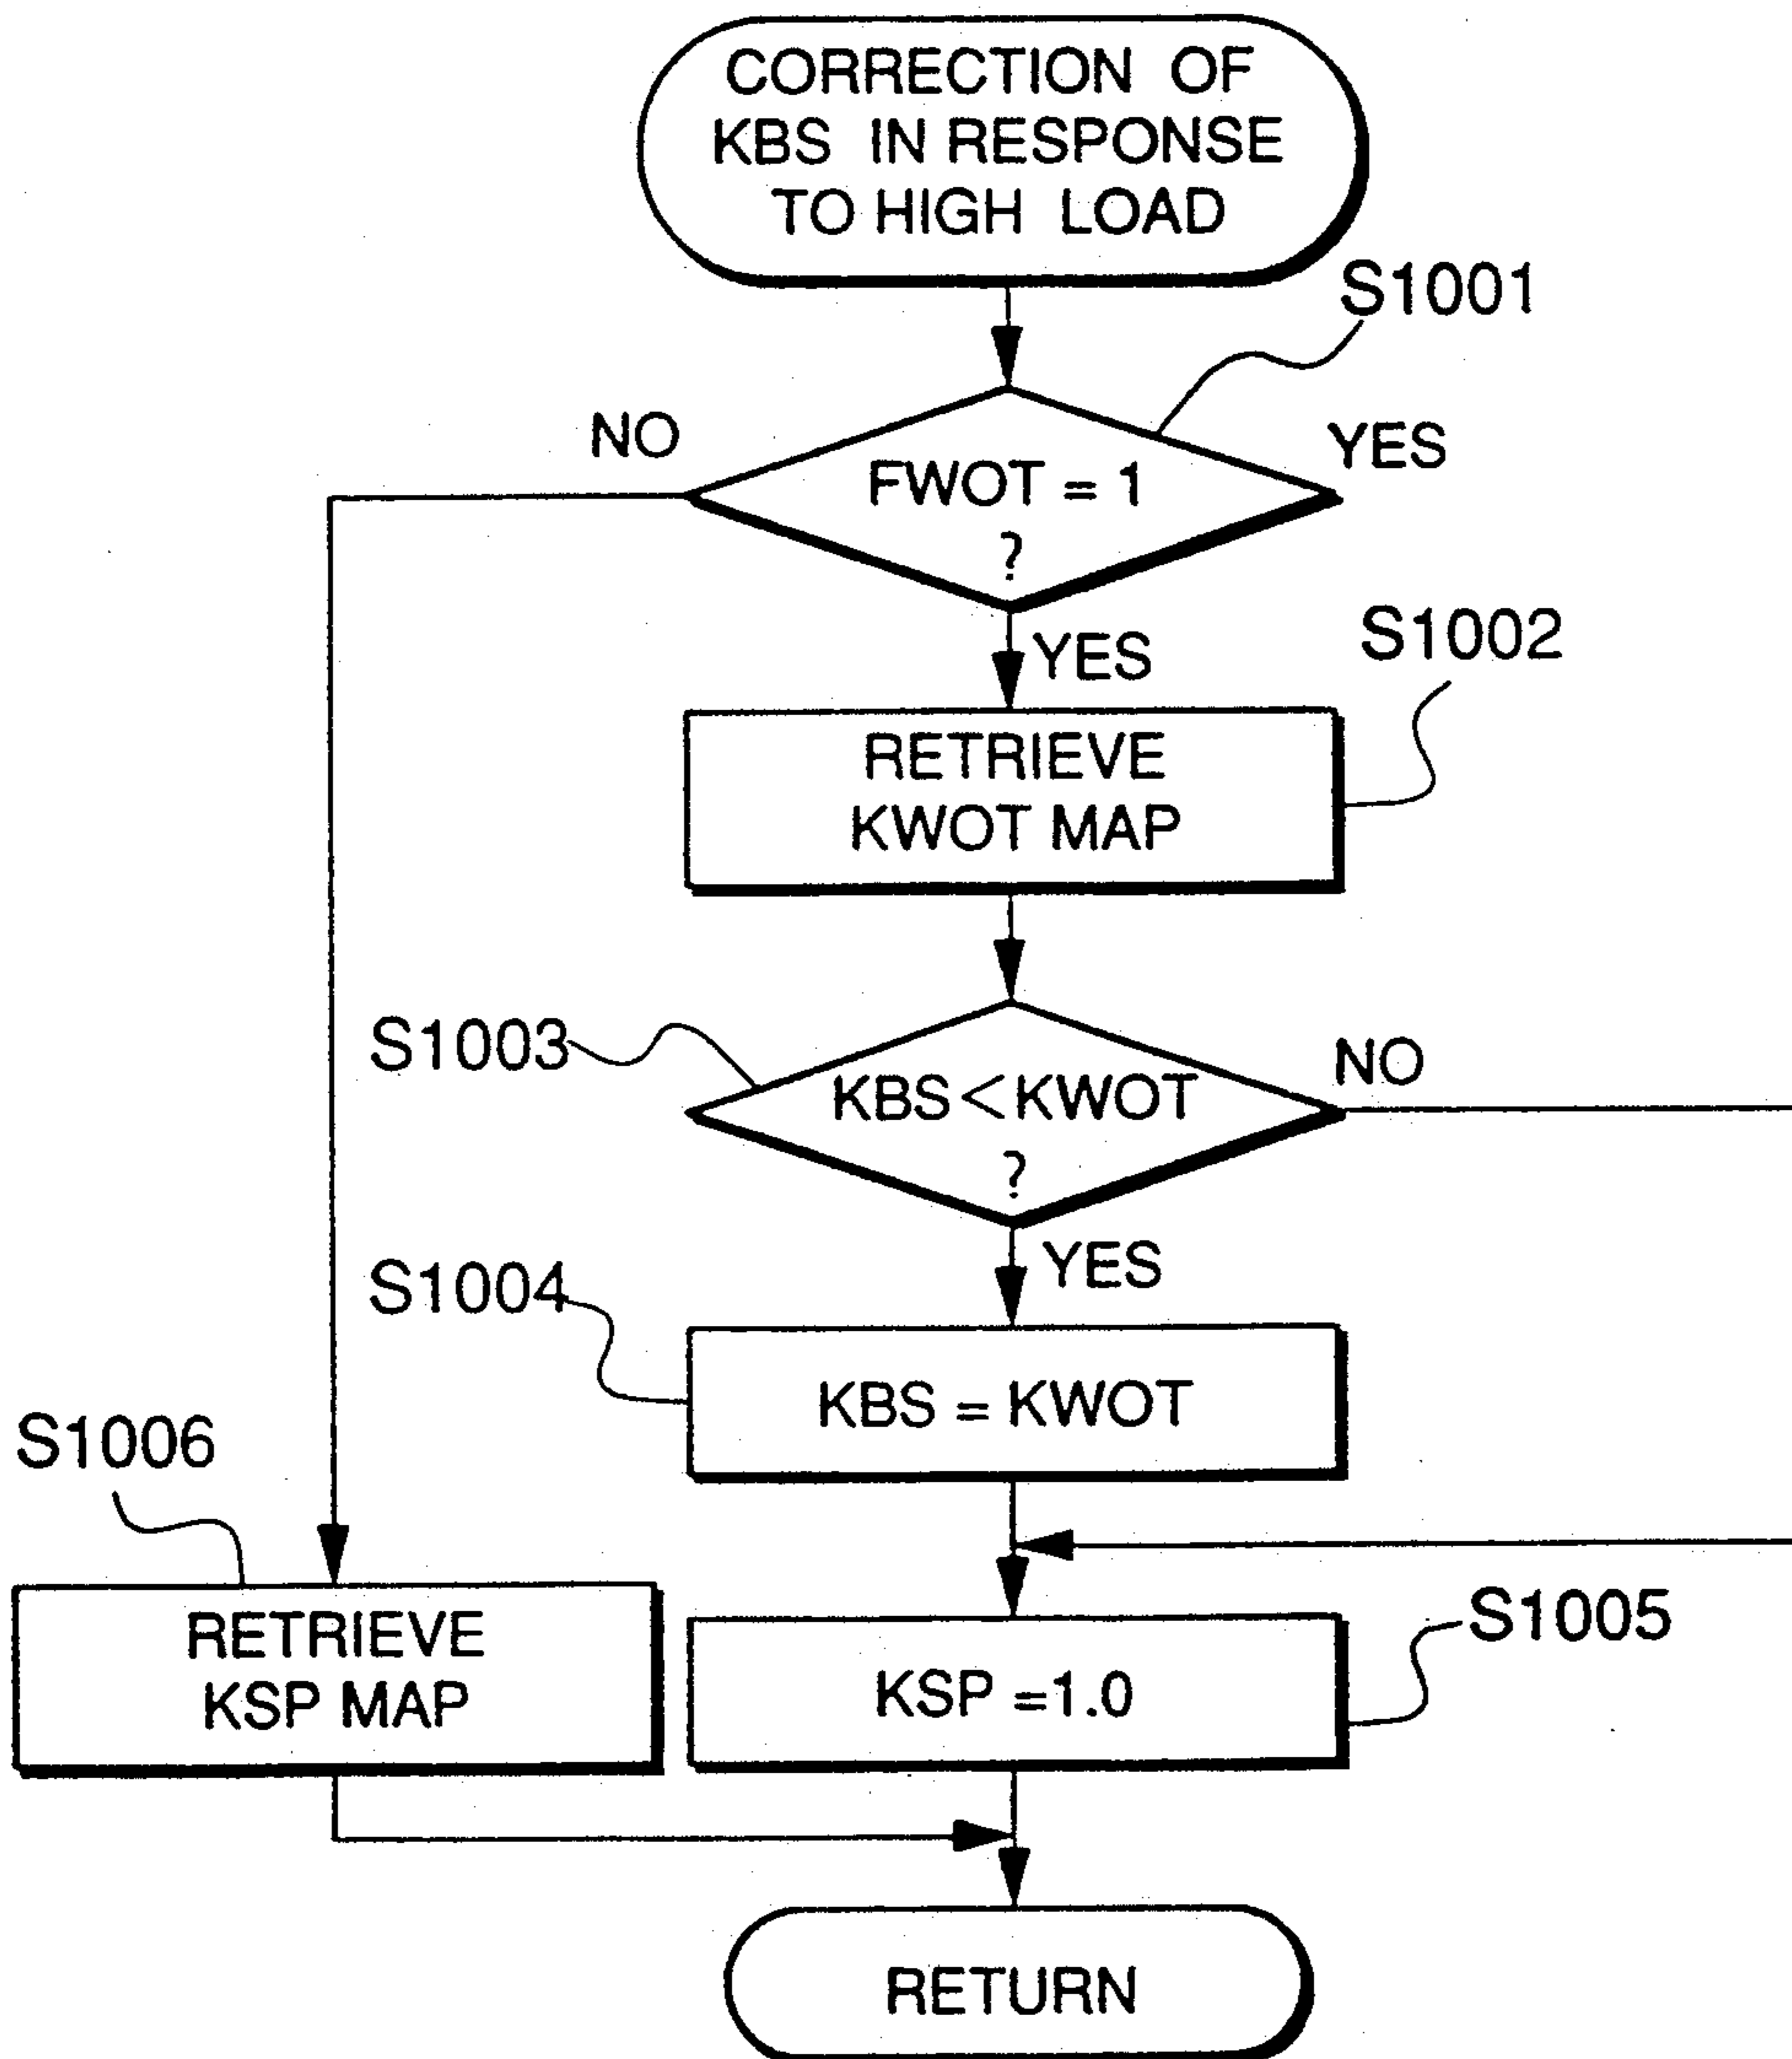 CORRECTION OF
KBS IN RESPONSE
TO HIGH LOAD
S1001
NO
YES
FWOT = 1
?
YES
S1002
RETRIEVE
KWOT MAP
S1003
NO
KBS<KWOT
?
YES
S1004
KBS = KWOT
S1006
RETRIEVE
KSP MAP
S1005
KSP =1.0
RETURN